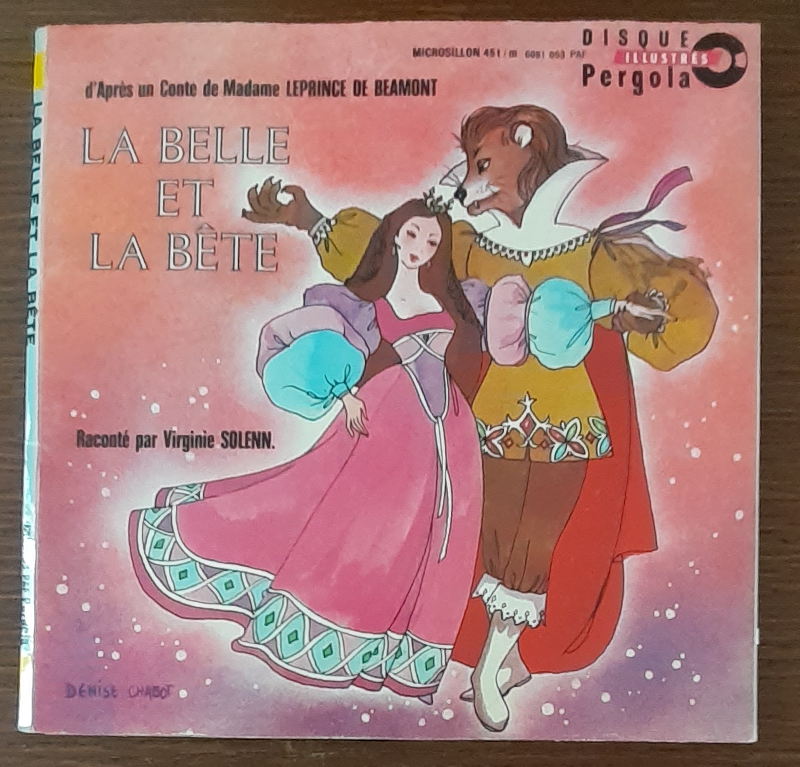 DISQUE
ILLUSTRÉS
Pergola
MICROSILLON 45 t / m 6051 053 PAF
d'Après un Conte de Madame LEPRINCE DE BEAMONT
LA BELLE
ET
LA BÊTE
Raconté par Virginie SOLENN.
DENISE CHABOT
LA BELLE ET LA BÊTE